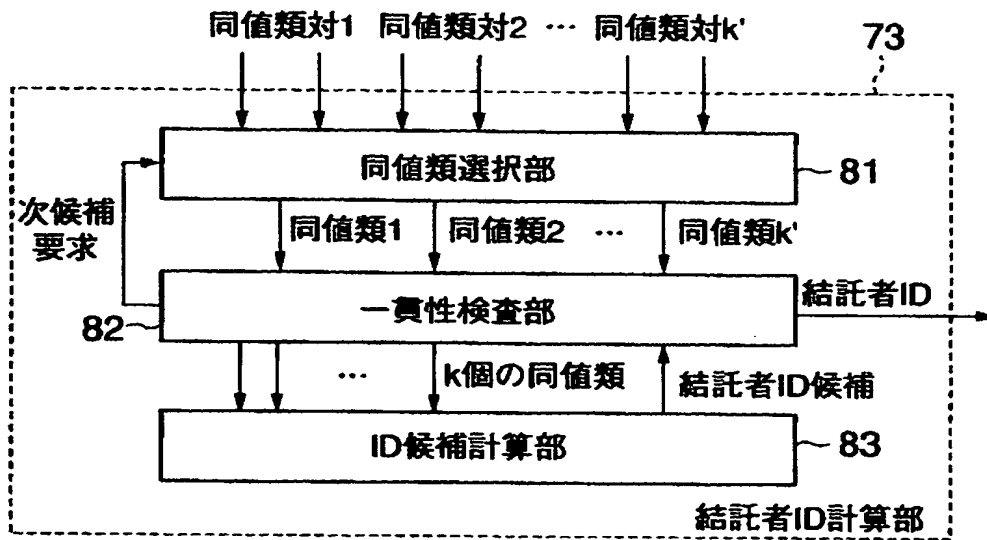 同値類対1 同値類対2 … 同値類対k'
73
同値類選択部
81
次候補
要求
同値類1 同値類2 … 同値類k'
一貫性検査部
結託者ID
82
… k個の同値類 結託者ID候補
ID候補計算部
83
結託者ID計算部